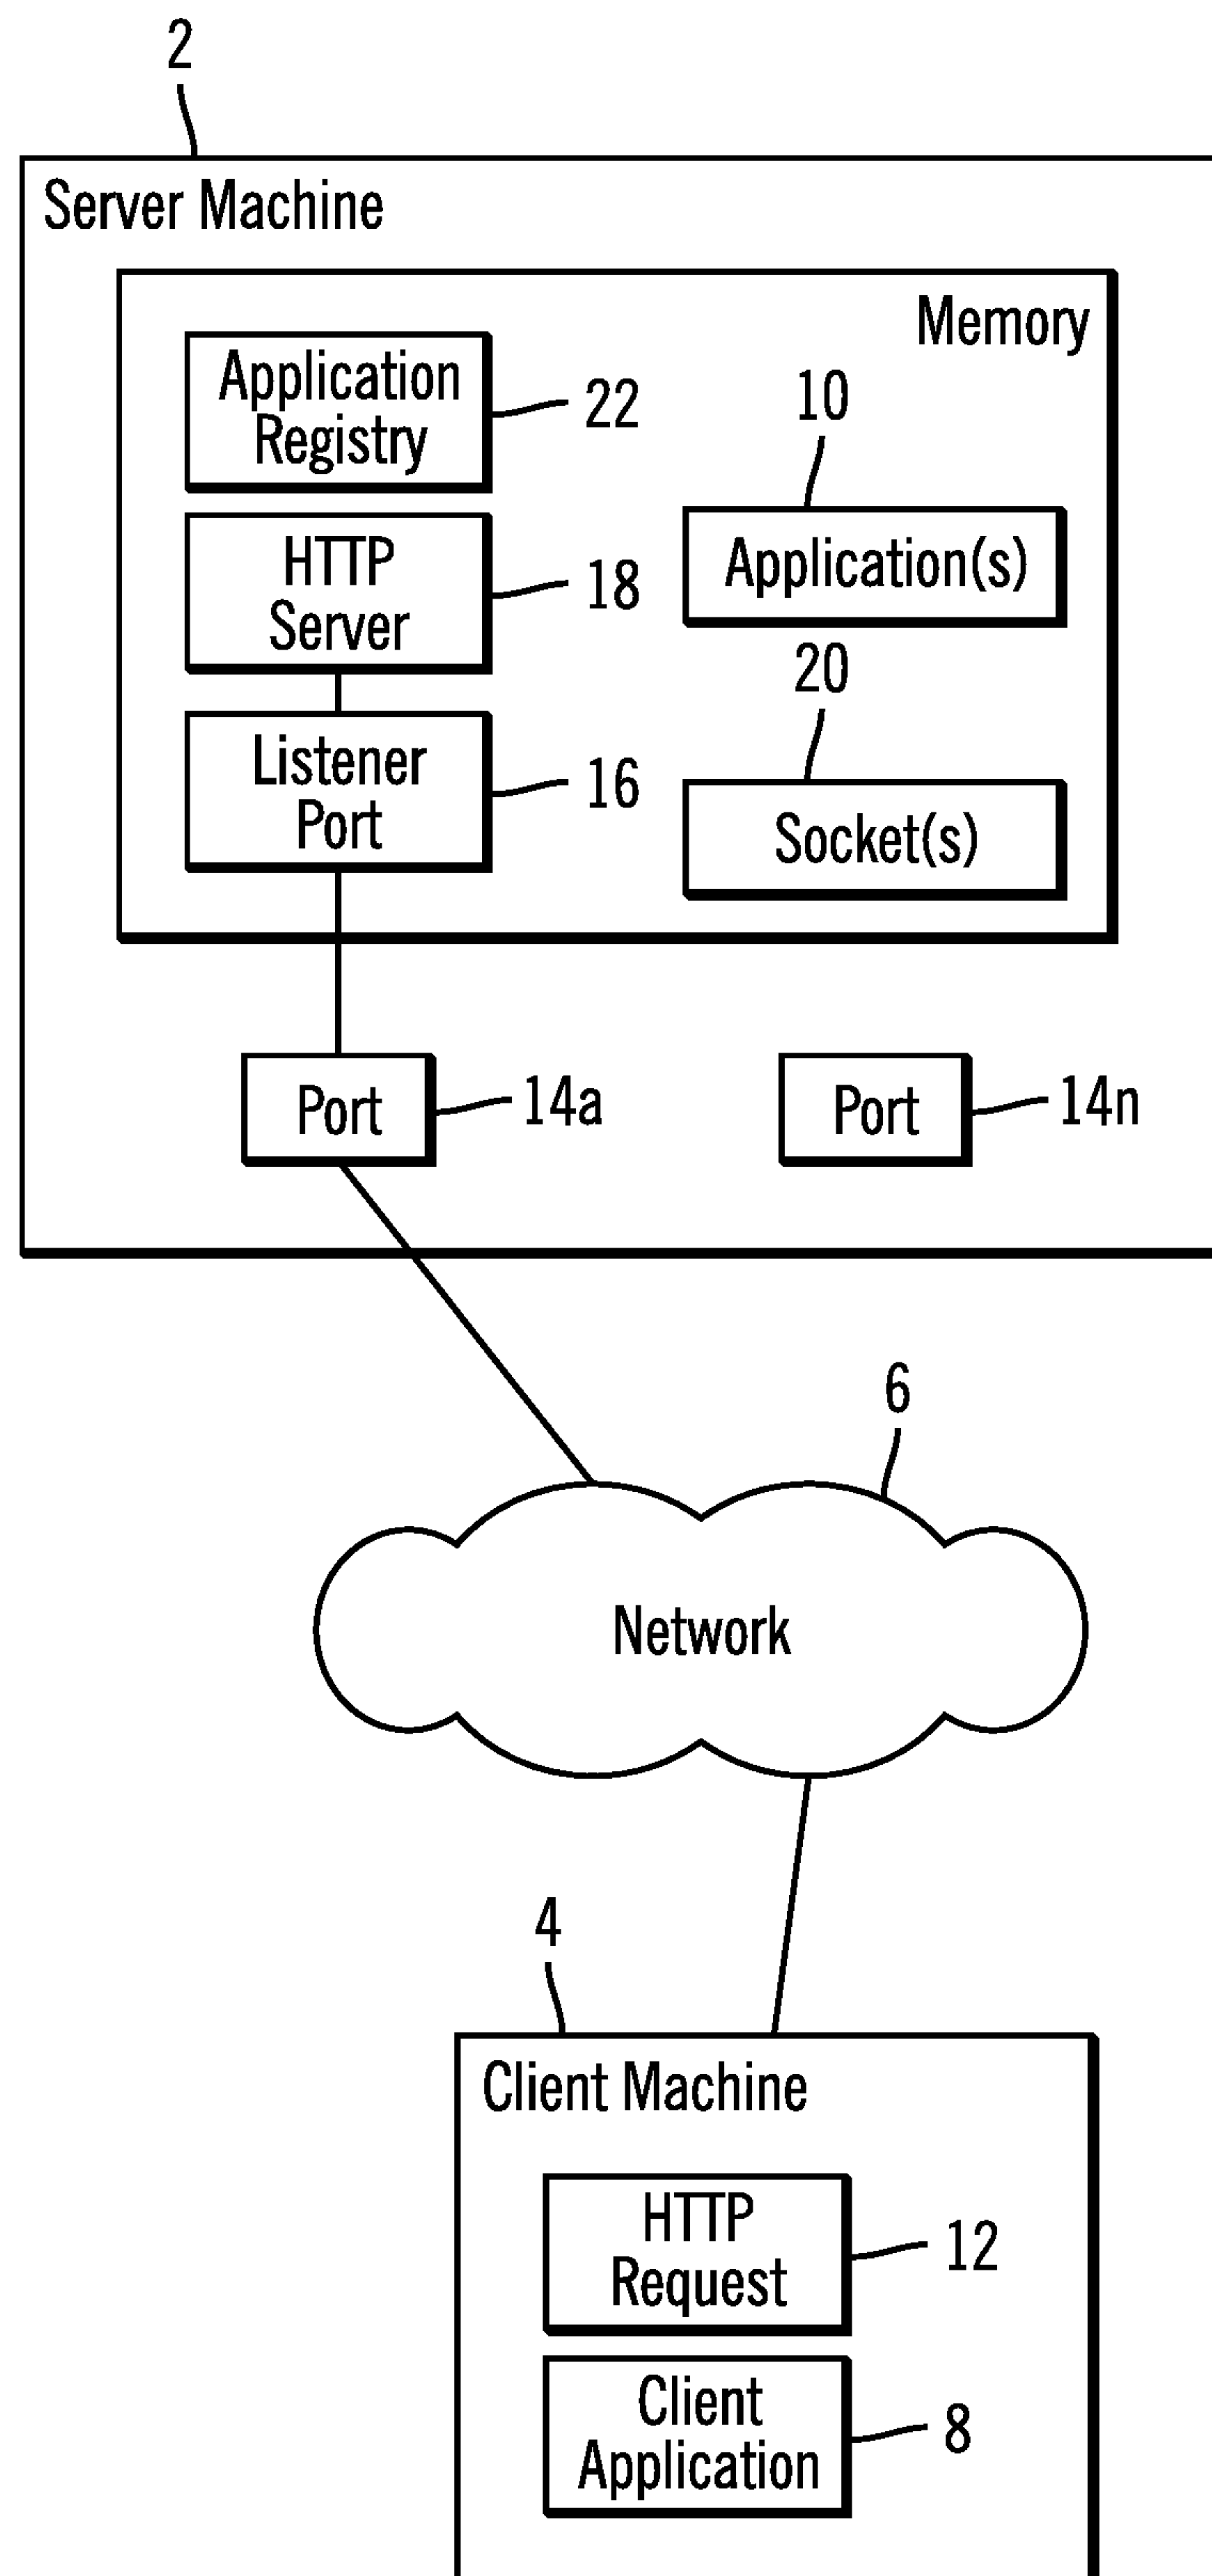 2
Server Machine
Memory
Application
Registry
22
10
HTTP
Server
18
Application(s)
20
Listener
Port
16
Socket(s)
Port
14a
Port
14n
6
Network
4
Client Machine
HTTP
Request
12
Client
Application
8